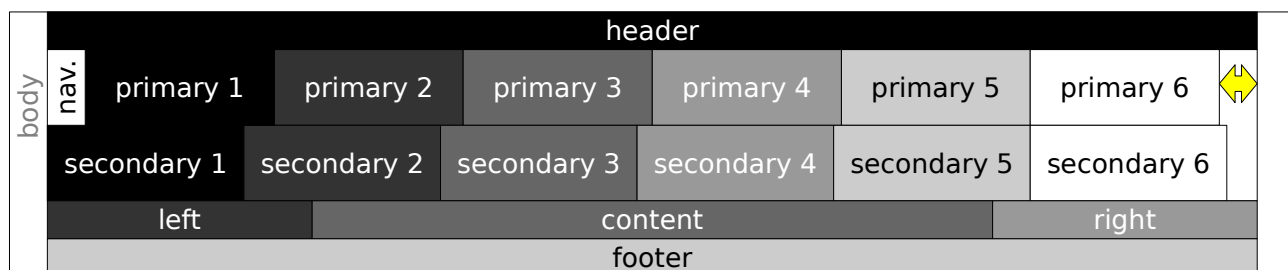 header
body
nav. primary 1 primary 2 primary 3 primary 4 primary 5 primary 6
secondary 1 secondary 2 secondary 3 secondary 4 secondary 5 secondary 6
left content right
footer